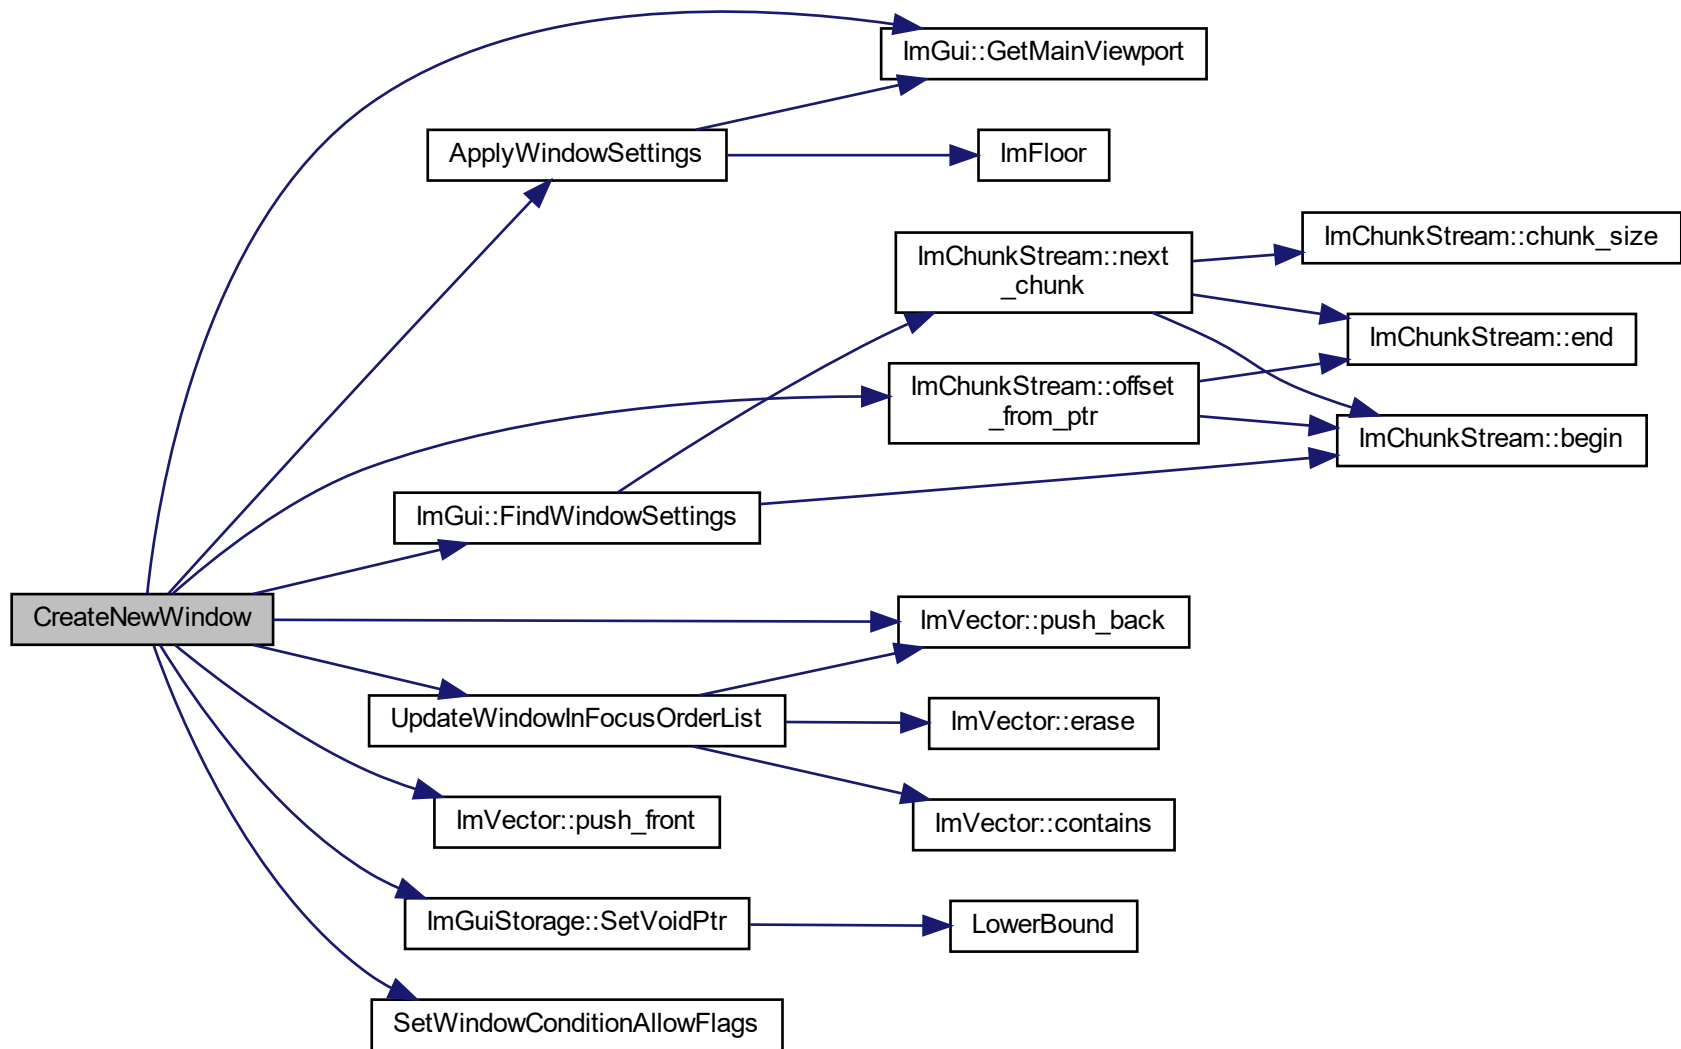 ImGui::GetMainViewport
ApplyWindowSettings
ImFloor
ImChunkStream::next
_chunk
ImChunkStream::chunk_size
ImChunkStream::end
ImChunkStream::offset
_from_ptr
ImChunkStream::begin
ImGui::FindWindowSettings
CreateNewWindow
ImVector::push_back
UpdateWindowInFocusOrderList
ImVector::erase
ImVector::push_front
ImVector::contains
ImGuiStorage::SetVoidPtr
LowerBound
SetWindowConditionAllowFlags